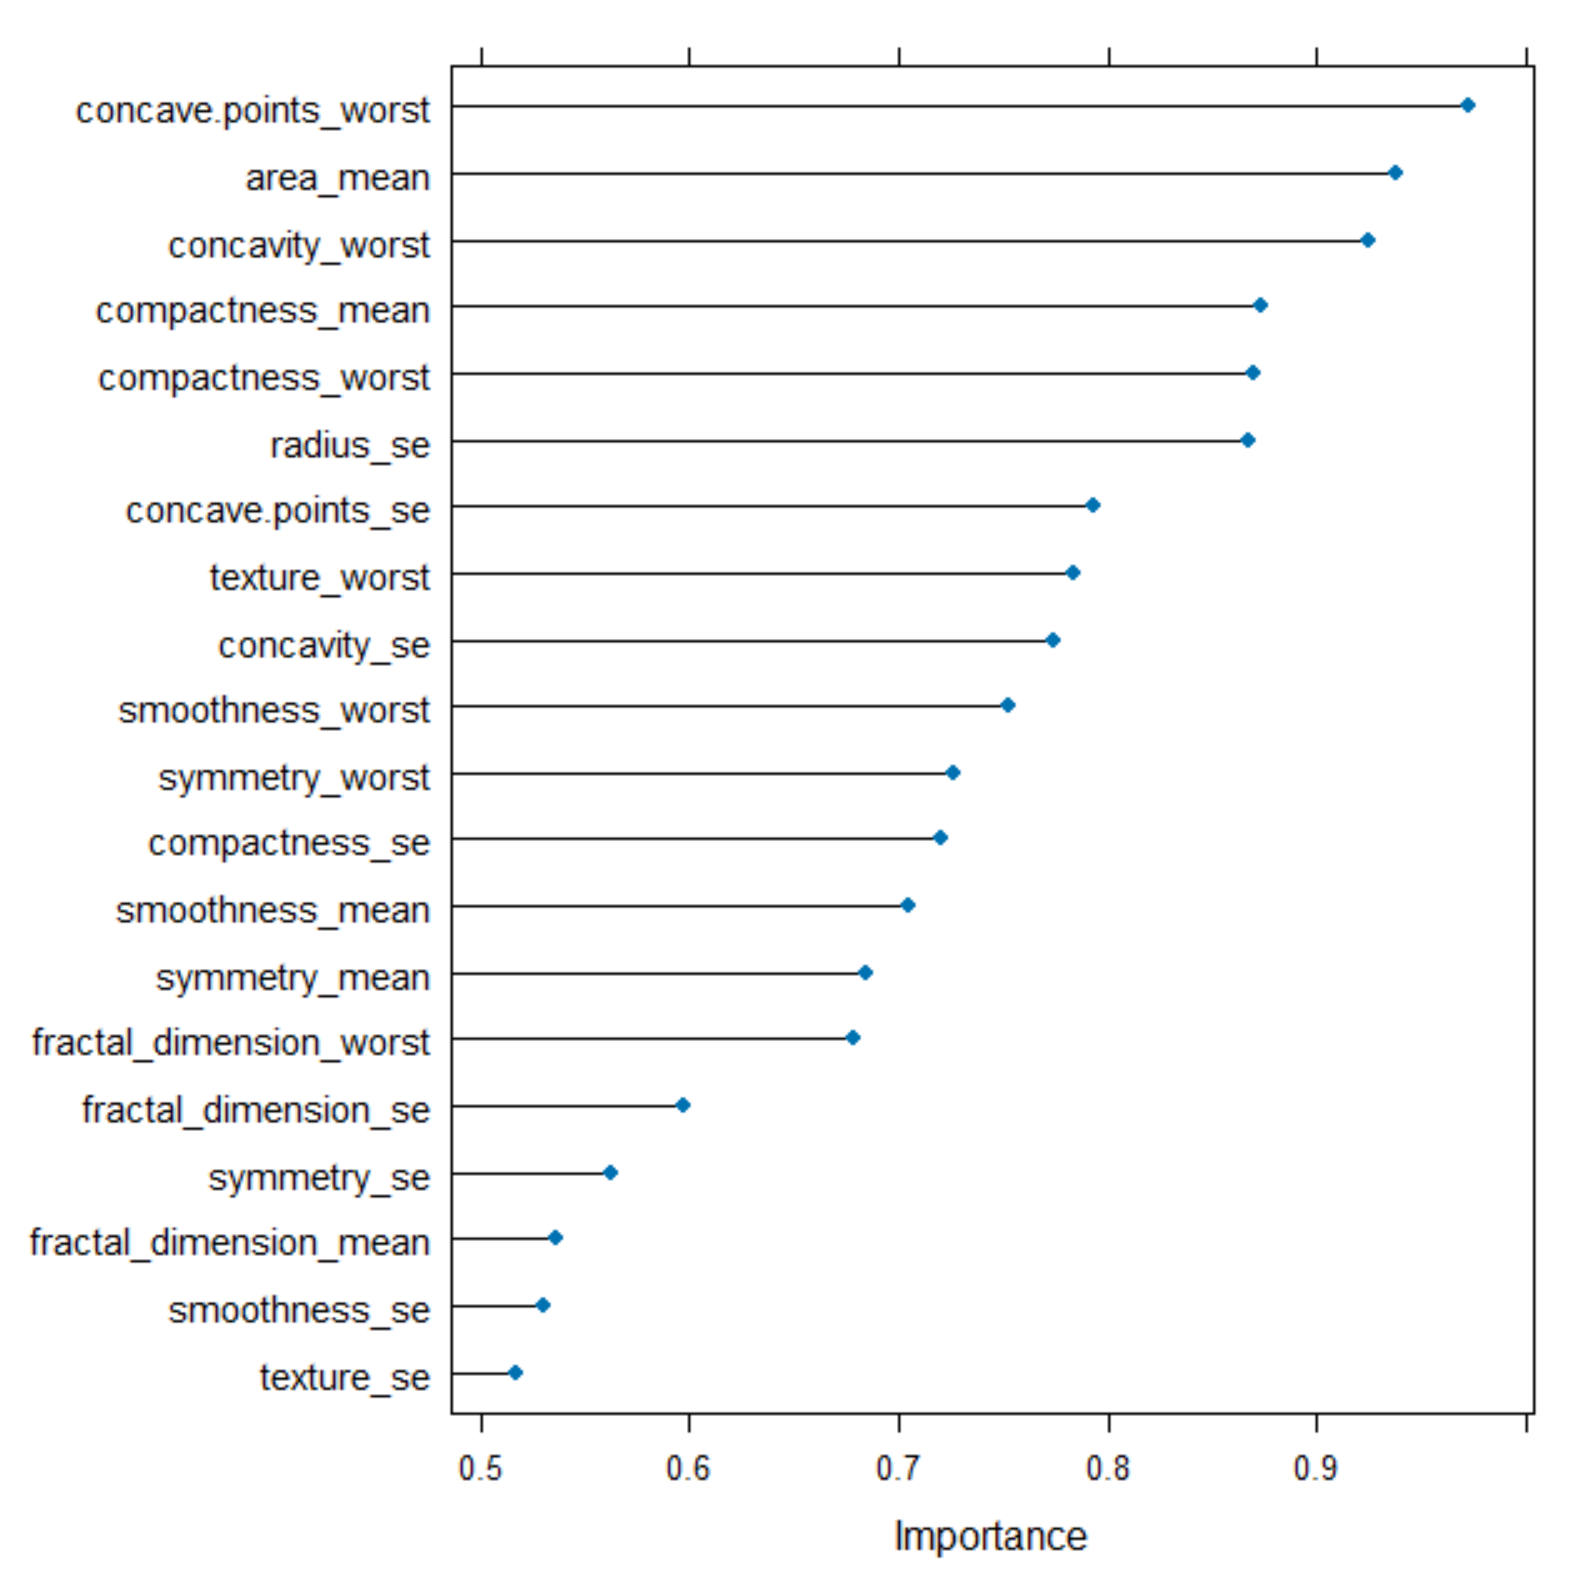 concave.points_worst
area_mean
concavity_worst
compactness_mean
compactness_worst
radius_se
concave.points_se
texture_worst
concavity_se
smoothness_worst
symmetry_worst
compactness_se
smoothness_mean
symmetry_mean
fractal_dimension_worst
fractal_dimension_se
symmetry_se
fractal_dimension_mean
smoothness_se
texture_se
0.5 0.6 0.7 0.8 0.9
Importance